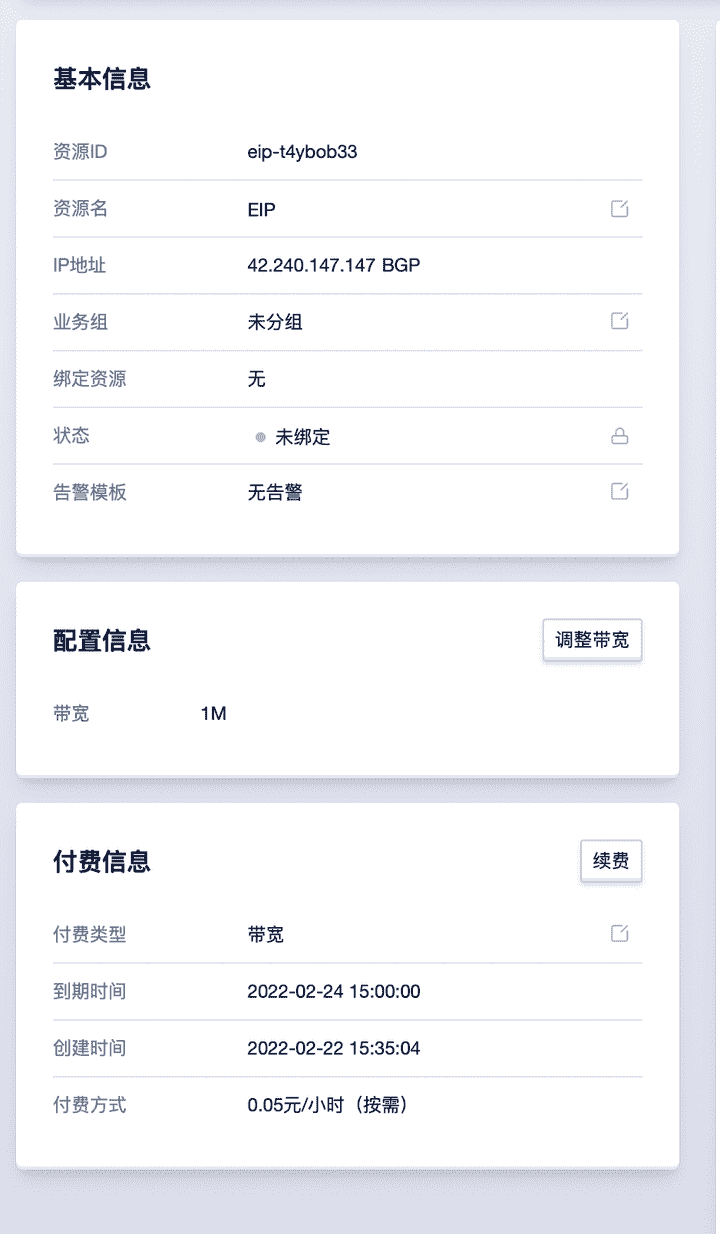 基本信息
资源ID eip-t4ybob33
资源名 EIP
IP地址 42.240.147.147 BGP
业务组 未分组
绑定资源 无
状态 未绑定
告警模板 无告警
配置信息 调整带宽
带宽 1M
付费信息 续费
付费类型 带宽
到期时间 2022-02-24 15:00:00
创建时间 2022-02-22 15:35:04
付费方式 0.05元/小时（按需）